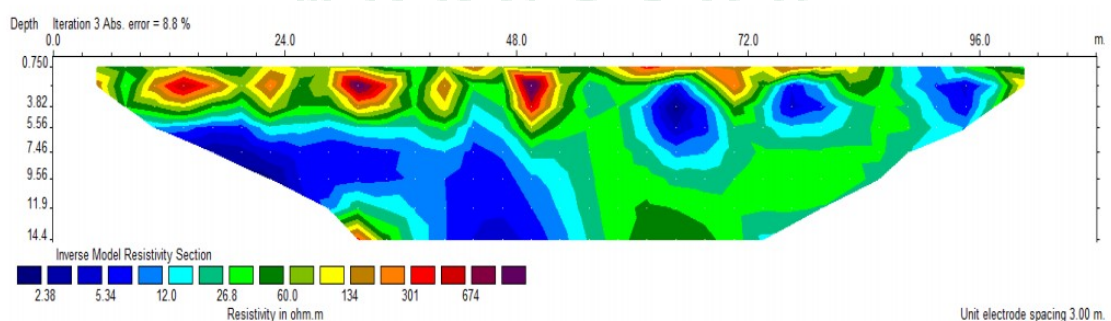 Depth Iteration 3 Abs. error = 8.8 %
0.0 24.0 48.0 72.0 96.0 m.
0.750
3.82
5.56
7.46
9.56
11.9
14.4
Inverse Model Resistivity Section
2.38 5.34 12.0 26.8 60.0 134 301 674
Resistivity in ohm.m
Unit electrode spacing 3.00 m.